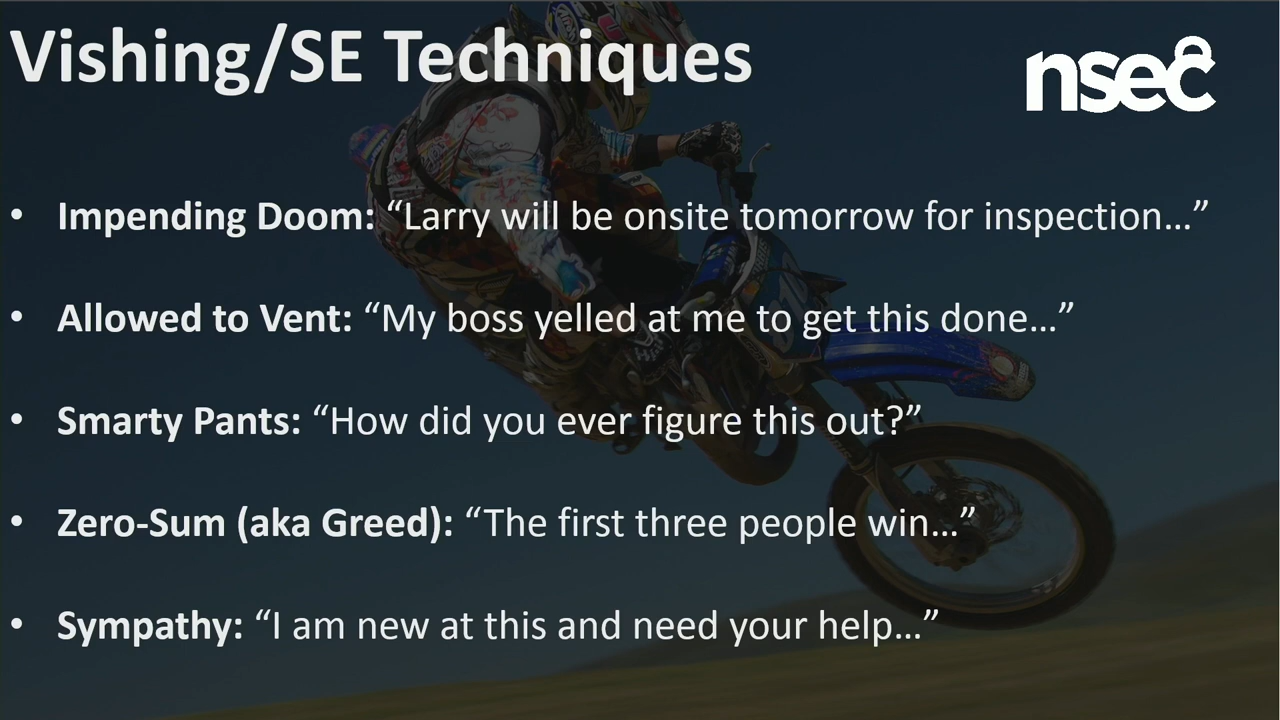 Vishing/SE Techniques
nsec
• Impending Doom: “Larry will be onsite tomorrow for inspection…”
• Allowed to Vent: “My boss yelled at me to get this done…”
• Smarty Pants: “How did you ever figure this out?”
• Zero-Sum (aka Greed): “The first three people win…”
• Sympathy: “I am new at this and need your help…”